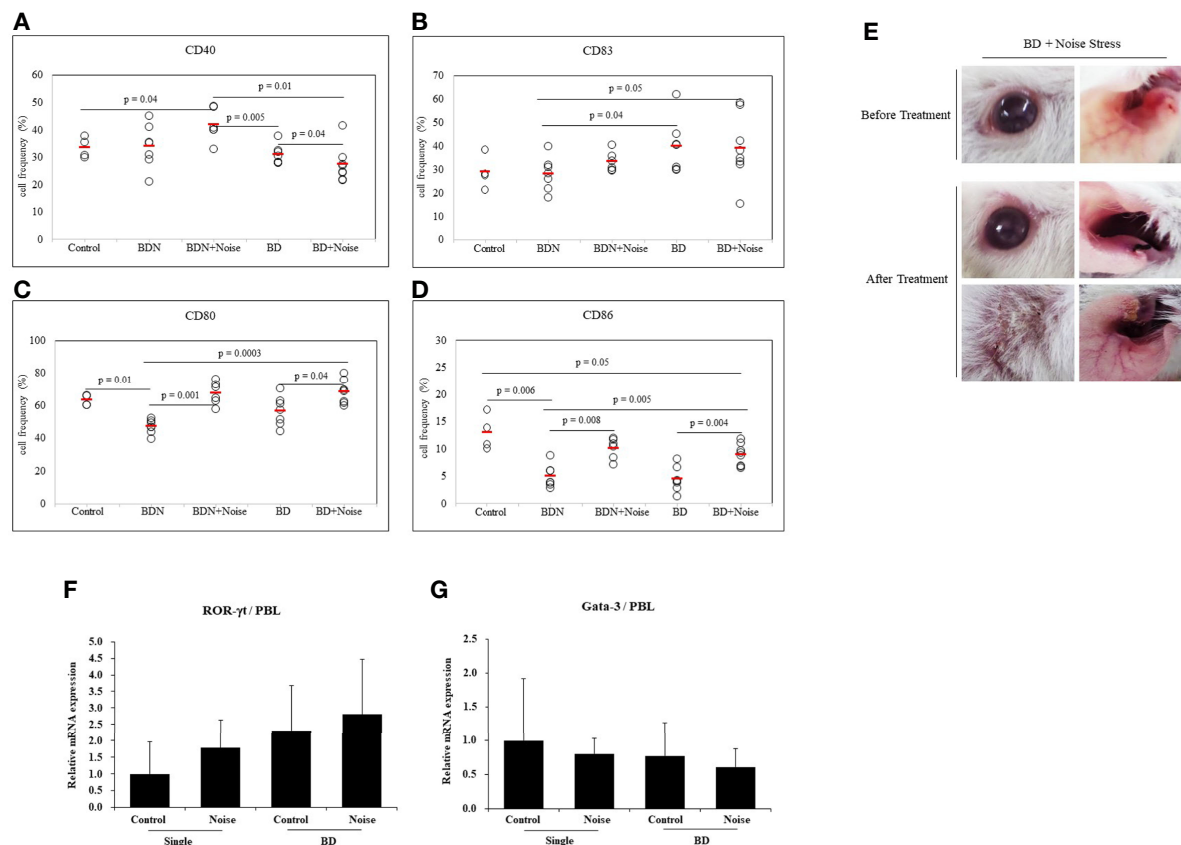 A
CD40
60
50
40
30
20
10
0
cell frequency (%)
p = 0.04
p = 0.01
p = 0.005
p = 0.04
Control BDN BDN+Noise BD BD+Noise
B
CD83
70
60
50
40
30
20
10
0
cell frequency (%)
p = 0.05
p = 0.04
Control BDN BDN+Noise BD BD+Noise
C
CD80
100
80
60
40
20
0
cell frequency (%)
p = 0.0003
p = 0.01
p = 0.04
p = 0.001
Control BDN BDN+Noise BD BD+Noise
D
CD86
30
25
20
15
10
5
0
cell frequency (%)
p = 0.05
p = 0.006
p = 0.005
p = 0.008
p = 0.004
Control BDN BDN+Noise BD BD+Noise
E
BD + Noise Stress
Before Treatment
After Treatment
F
ROR-γt / PBL
5.0
4.5
4.0
3.5
3.0
2.5
2.0
1.5
1.0
0.5
0.0
Relative mRNA expression
Control Noise Control Noise
Single BD
G
Gata-3 / PBL
2.5
2.0
1.5
1.0
0.5
0.0
Relative mRNA expression
Control Noise Control Noise
Single BD